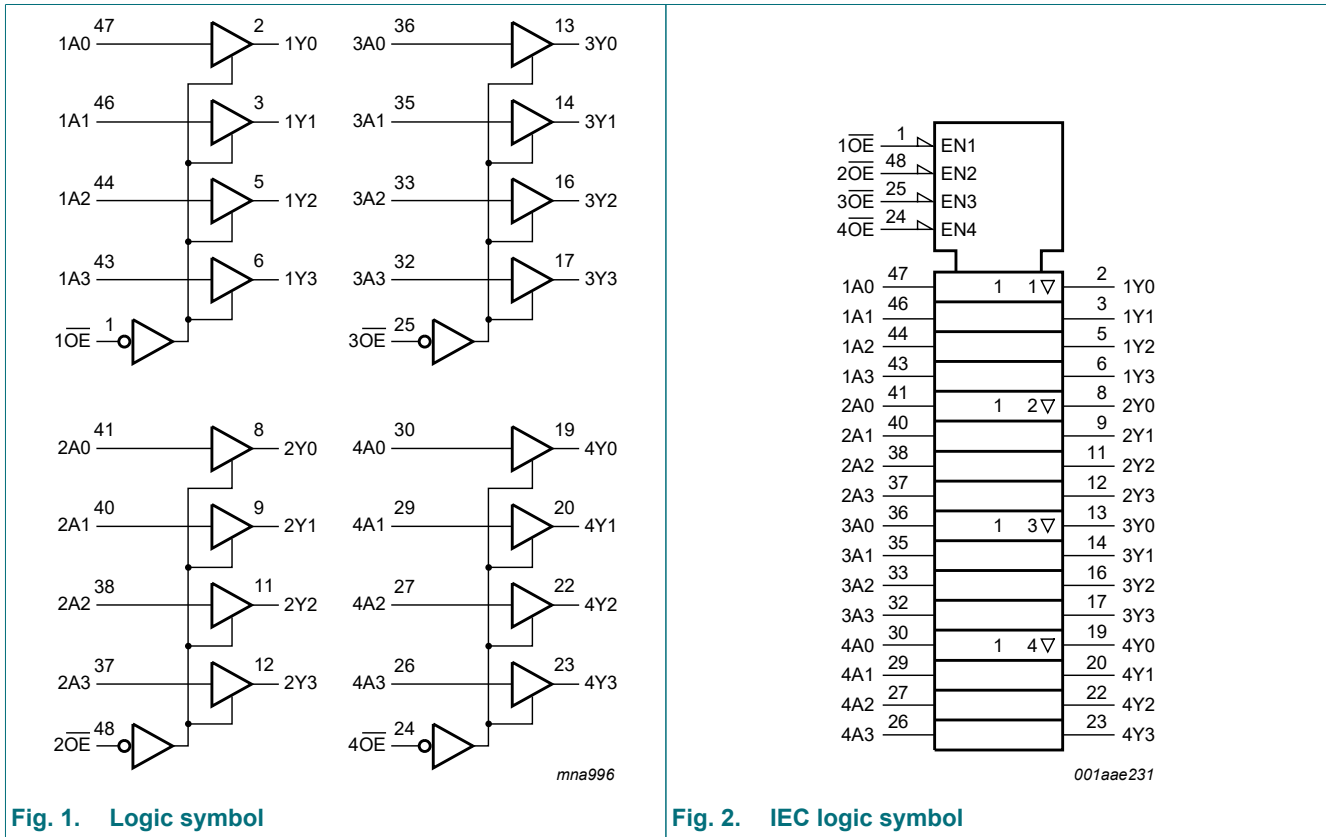 47 2
1A0 1Y0
46 3
1A1 1Y1
44 5
1A2 1Y2
43 6
1A3 1Y3
1
1O̅E̅
36 13
3A0 3Y0
35 14
3A1 3Y1
33 16
3A2 3Y2
32 17
3A3 3Y3
25
3O̅E̅
41 8
2A0 2Y0
40 9
2A1 2Y1
38 11
2A2 2Y2
37 12
2A3 2Y3
48
2O̅E̅
30 19
4A0 4Y0
29 20
4A1 4Y1
27 22
4A2 4Y2
26 23
4A3 4Y3
24
4O̅E̅
mna996
Fig. 1. Logic symbol
1O̅E̅ 1 EN1
2O̅E̅ 48 EN2
3O̅E̅ 25 EN3
4O̅E̅ 24 EN4
1A0 47 1 1▽ 2 1Y0
1A1 46 3 1Y1
1A2 44 5 1Y2
1A3 43 6 1Y3
2A0 41 1 2▽ 8 2Y0
2A1 40 9 2Y1
2A2 38 11 2Y2
2A3 37 12 2Y3
3A0 36 1 3▽ 13 3Y0
3A1 35 14 3Y1
3A2 33 16 3Y2
3A3 32 17 3Y3
4A0 30 1 4▽ 19 4Y0
4A1 29 20 4Y1
4A2 27 22 4Y2
4A3 26 23 4Y3
001aae231
Fig. 2. IEC logic symbol